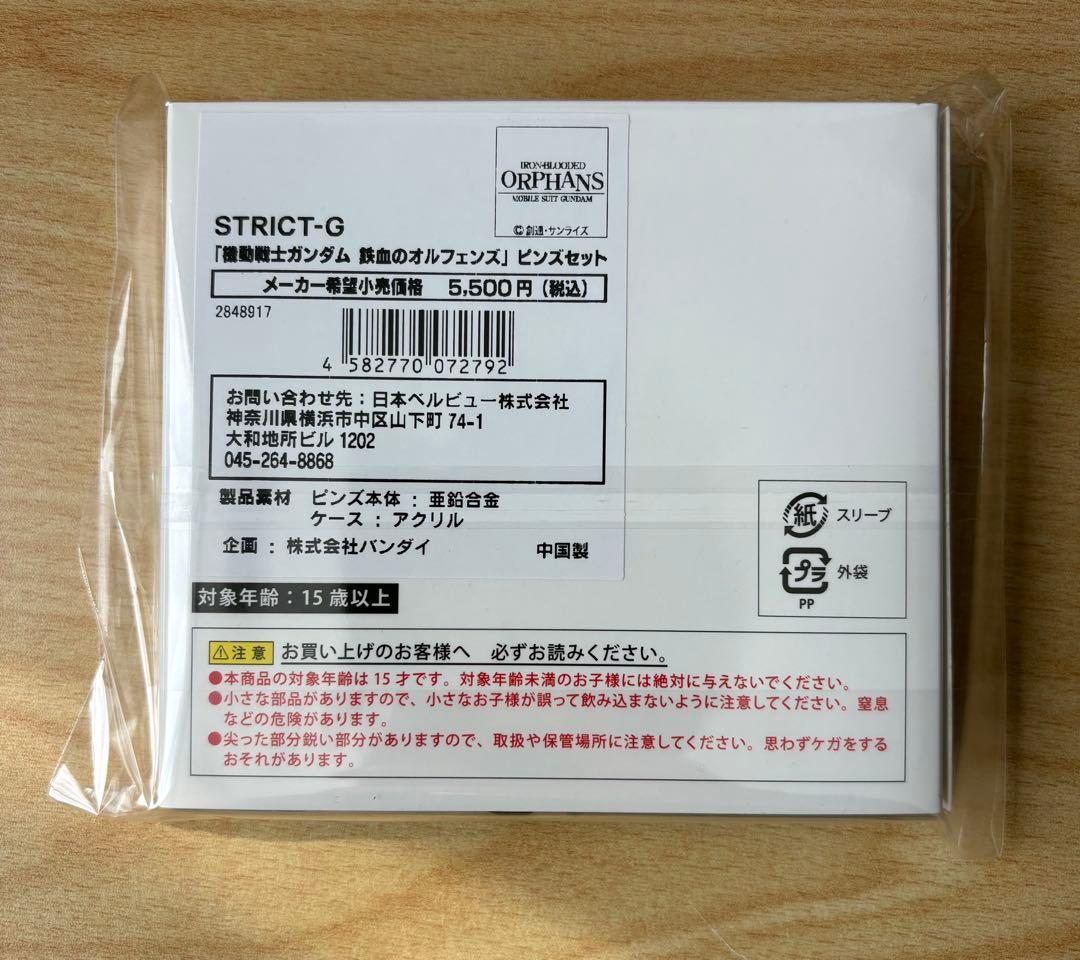 IRON-BLOODED
ORPHANS
MOBILE SUIT GUNDAM
©創通・サンライズ
STRICT-G
「機動戦士ガンダム 鉄血のオルフェンズ」ピンズセット
メーカー希望小売価格 5,500円（税込）
2848917
4 582770 072792
お問い合わせ先：日本ベルビュー株式会社
神奈川県横浜市中区山下町 74-1
大和地所ビル 1202
045-264-8868
製品素材 ピンズ本体 : 亜鉛合金
ケース : アクリル
企画 : 株式会社バンダイ 中国製
対象年齢：15 歳以上
紙 スリーブ
プラ 外袋
PP
注意 お買い上げのお客様へ 必ずお読みください。
●本商品の対象年齢は 15 才です。対象年齢未満のお子様には絶対に与えないでください。
●小さな部品がありますので、小さなお子様が誤って飲み込まないように注意してください。窒息
などの危険があります。
●尖った部分鋭い部分がありますので、取扱や保管場所に注意してください。思わずケガをする
おそれがあります。